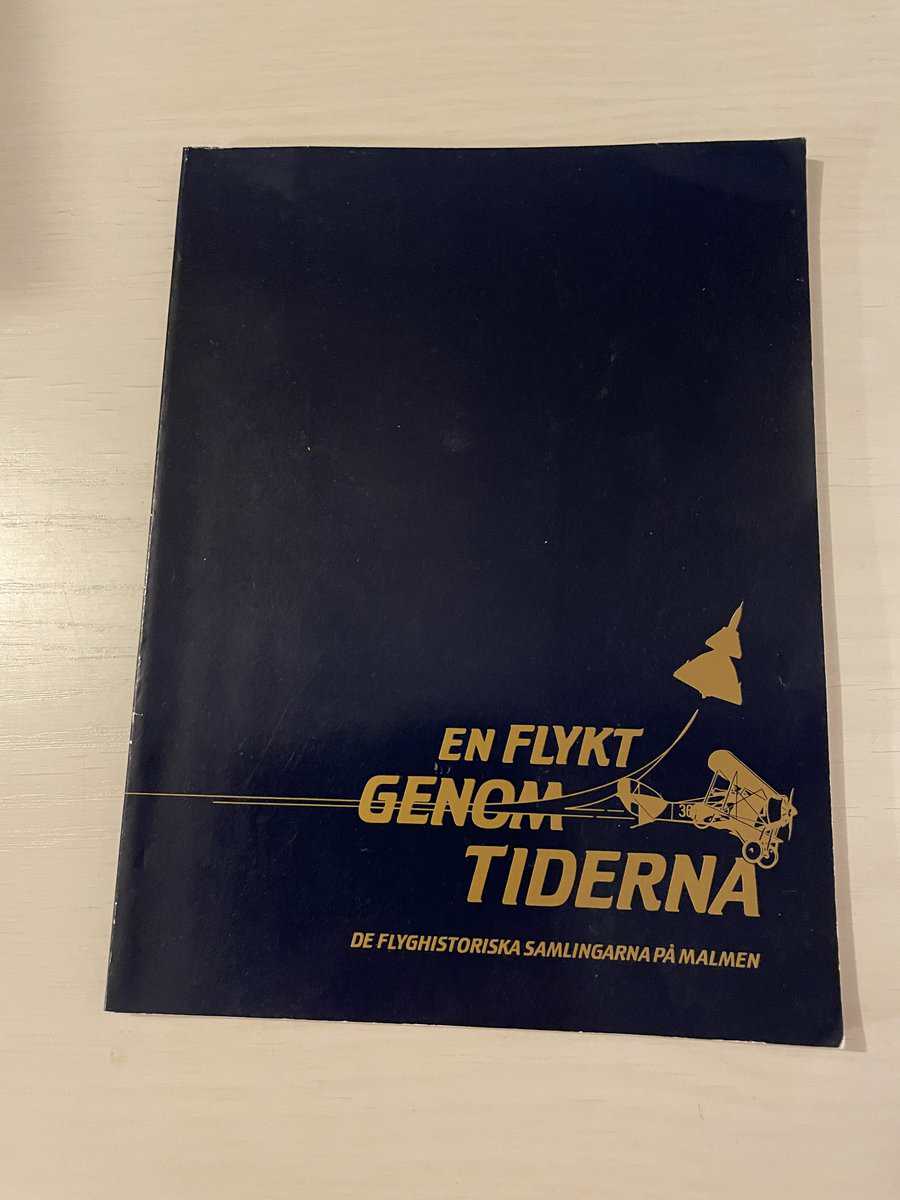 EN FLYKT
GENOM
TIDERNA
DE FLYGHISTORISKA SAMLINGARNA PÅ MALMEN